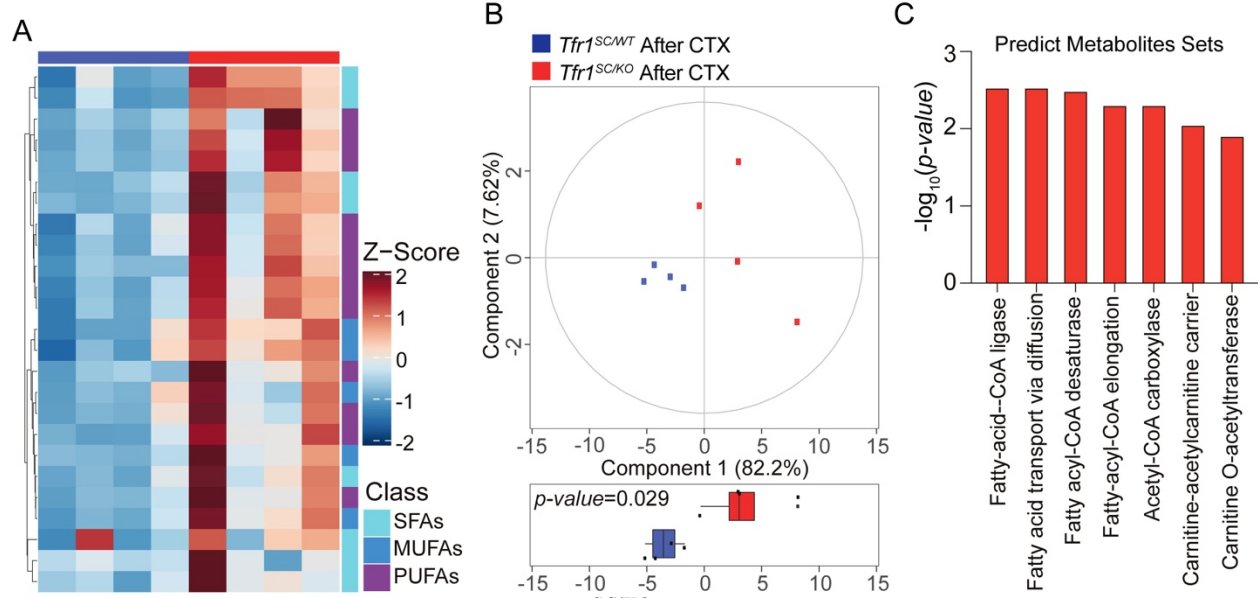 A
Z-Score
2
1
0
-1
-2
Class
SFAs
MUFAs
PUFAs
B
Tfr1SC/WT After CTX
Tfr1SC/KO After CTX
Component 2 (7.62%)
2
0
-2
-15 -10 -5 0 5 10 15
Component 1 (82.2%)
p-value=0.029
-15 -10 -5 0 5 10 15
C
Predict Metabolites Sets
-log10(p-value)
3
2
1
0
Fatty-acid--CoA ligase
Fatty acid transport via diffusion
Fatty acyl-CoA desaturase
Fatty-acyl-CoA elongation
Acetyl-CoA carboxylase
Carnitine-acetylcarnitine carrier
Carnitine O-acetyltransferase